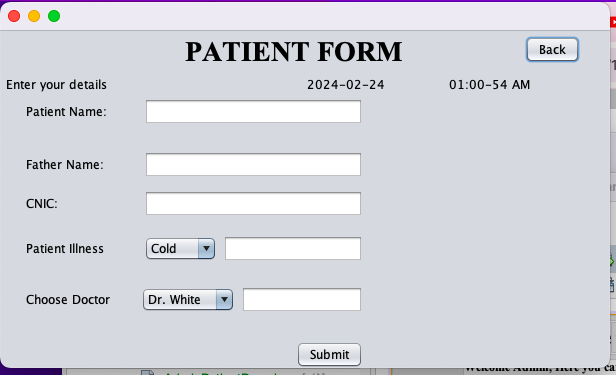 PATIENT FORM
Back
Enter your details
2024-02-24
01:00-54 AM
Patient Name:
Father Name:
CNIC:
Patient Illness
Cold
Choose Doctor
Dr. White
Submit
Welcome Admin, Here you ca